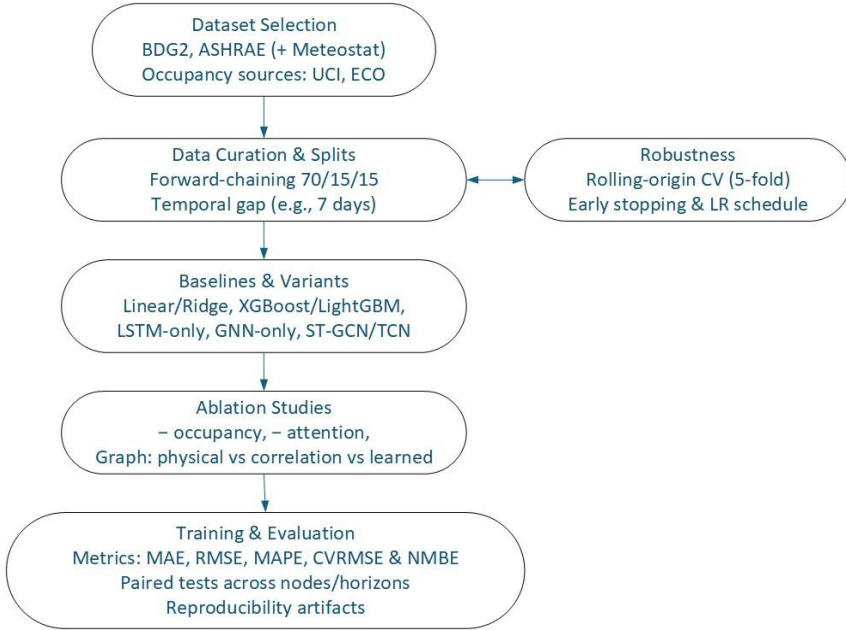 Dataset Selection
BDG2, ASHRAE (+ Meteostat)
Occupancy sources: UCI, ECO
Data Curation & Splits
Forward-chaining 70/15/15
Temporal gap (e.g., 7 days)
Robustness
Rolling-origin CV (5-fold)
Early stopping & LR schedule
Baselines & Variants
Linear/Ridge, XGBoost/LightGBM,
LSTM-only, GNN-only, ST-GCN/TCN
Ablation Studies
− occupancy, − attention,
Graph: physical vs correlation vs learned
Training & Evaluation
Metrics: MAE, RMSE, MAPE, CVRMSE & NMBE
Paired tests across nodes/horizons
Reproducibility artifacts